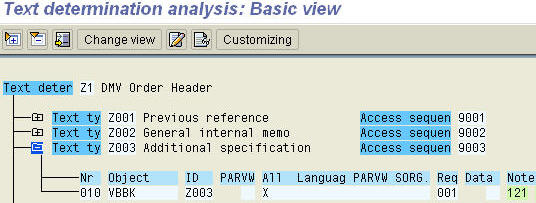 Text determination analysis: Basic view
Change view Customizing
Text deter Z1 DMV Order Header
Text ty Z001 Previous reference Access sequen 9001
Text ty Z002 General internal memo Access sequen 9002
Text ty Z003 Additional specification Access sequen 9003
Nr Object ID PARVW All Languag PARVW SORG. Req Data Note
010 VBBK Z003 X 001 121